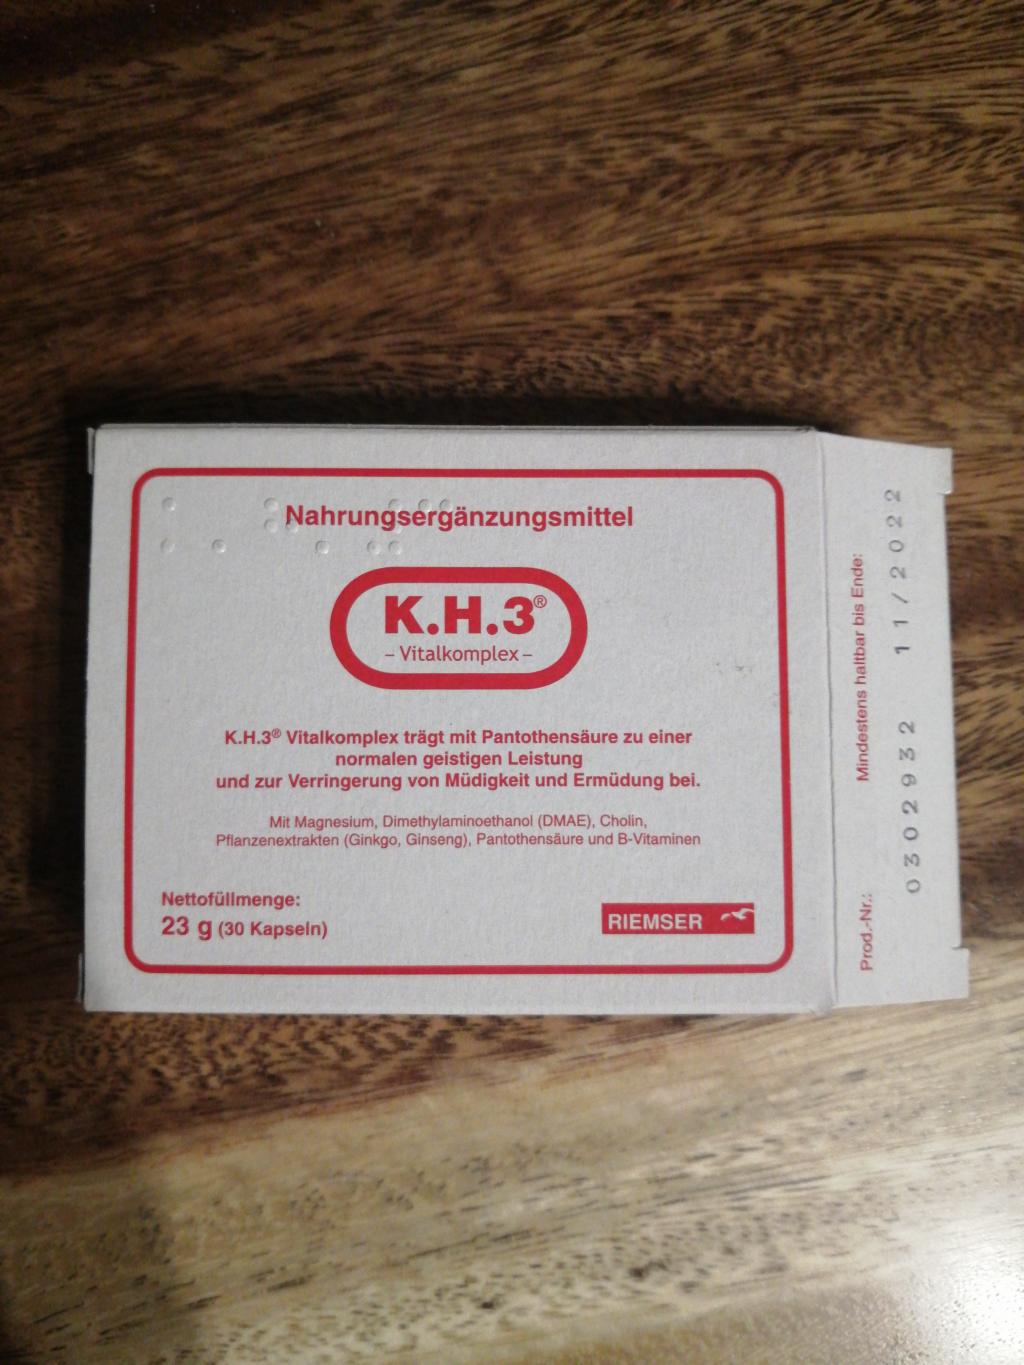 Nahrungsergänzungsmittel
K.H.3®
– Vitalkomplex –
K.H.3® Vitalkomplex trägt mit Pantothensäure zu einer
normalen geistigen Leistung
und zur Verringerung von Müdigkeit und Ermüdung bei.
Mit Magnesium, Dimethylaminoethanol (DMAE), Cholin,
Pflanzenextrakten (Ginkgo, Ginseng), Pantothensäure und B-Vitaminen
Nettofüllmenge:
23 g (30 Kapseln)
RIEMSER
Prod.-Nr.: Mindestens haltbar bis Ende:
0302932 11/2022